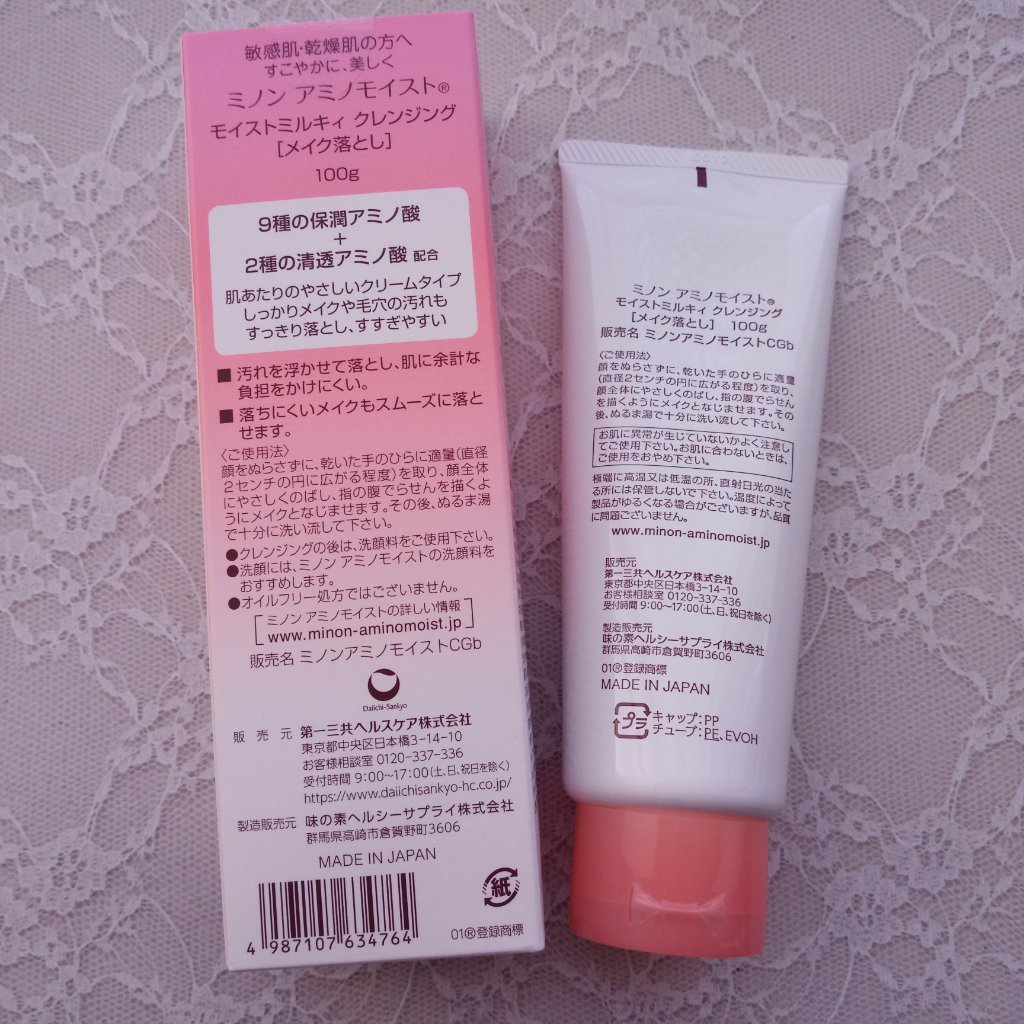 敏感肌・乾燥肌の方へ
すこやかに、美しく
ミノン アミノモイスト®
モイストミルキィ クレンジング
[メイク落とし]
100g
9種の保潤アミノ酸
+
2種の清透アミノ酸 配合
肌あたりのやさしいクリームタイプ
しっかりメイクや毛穴の汚れも
すっきり落とし、すすぎやすい
■ 汚れを浮かせて落とし、肌に余計な
負担をかけにくい。
■ 落ちにくいメイクもスムーズに落と
せます。
〈ご使用法〉
顔をぬらさずに、乾いた手のひらに適量(直径
2センチの円に広がる程度)を取り、顔全体
にやさしくのばし、指の腹でらせんを描くよ
うにメイクとなじませます。その後、ぬるま湯
で十分に洗い流して下さい。
●クレンジングの後は、洗顔料をご使用下さい。
●洗顔には、ミノン アミノモイストの洗顔料を
おすすめします。
●オイルフリー処方ではございません。
ミノン アミノモイストの詳しい情報
www.minon-aminomoist.jp
販売名 ミノンアミノモイストCGb
Daiichi-Sankyo
販売元 第一三共ヘルスケア株式会社
東京都中央区日本橋3-14-10
お客様相談室 0120-337-336
受付時間 9:00~17:00(土、日、祝日を除く)
https://www.daiichisankyo-hc.co.jp/
製造販売元 味の素ヘルシーサプライ株式会社
群馬県高崎市倉賀野町3606
MADE IN JAPAN
4 987107 634764
紙
01®登録商標
ミノン アミノモイスト®
モイストミルキィ クレンジング
[メイク落とし] 100g
販売名 ミノンアミノモイストCGb
〈ご使用法〉
顔をぬらさずに、乾いた手のひらに適量
(直径2センチの円に広がる程度)を取り、
顔全体にやさしくのばし、指の腹でらせん
を描くようにメイクとなじませます。その
後、ぬるま湯で十分に洗い流して下さい。
お肌に異常が生じていないかよく注意し
てご使用下さい。お肌に合わないときは、
ご使用をおやめ下さい。
極端に高温又は低温の所、直射日光の当た
る所には保管しないで下さい。温度によって
製品がゆるくなる場合がございますが、品質
に問題ございません。
www.minon-aminomoist.jp
販売元
第一三共ヘルスケア株式会社
東京都中央区日本橋3-14-10
お客様相談室 0120-337-336
受付時間 9:00~17:00(土、日、祝日を除く)
製造販売元
味の素ヘルシーサプライ株式会社
群馬県高崎市倉賀野町3606
01®登録商標
MADE IN JAPAN
プラ
キャップ:PP
チューブ:PE、EVOH